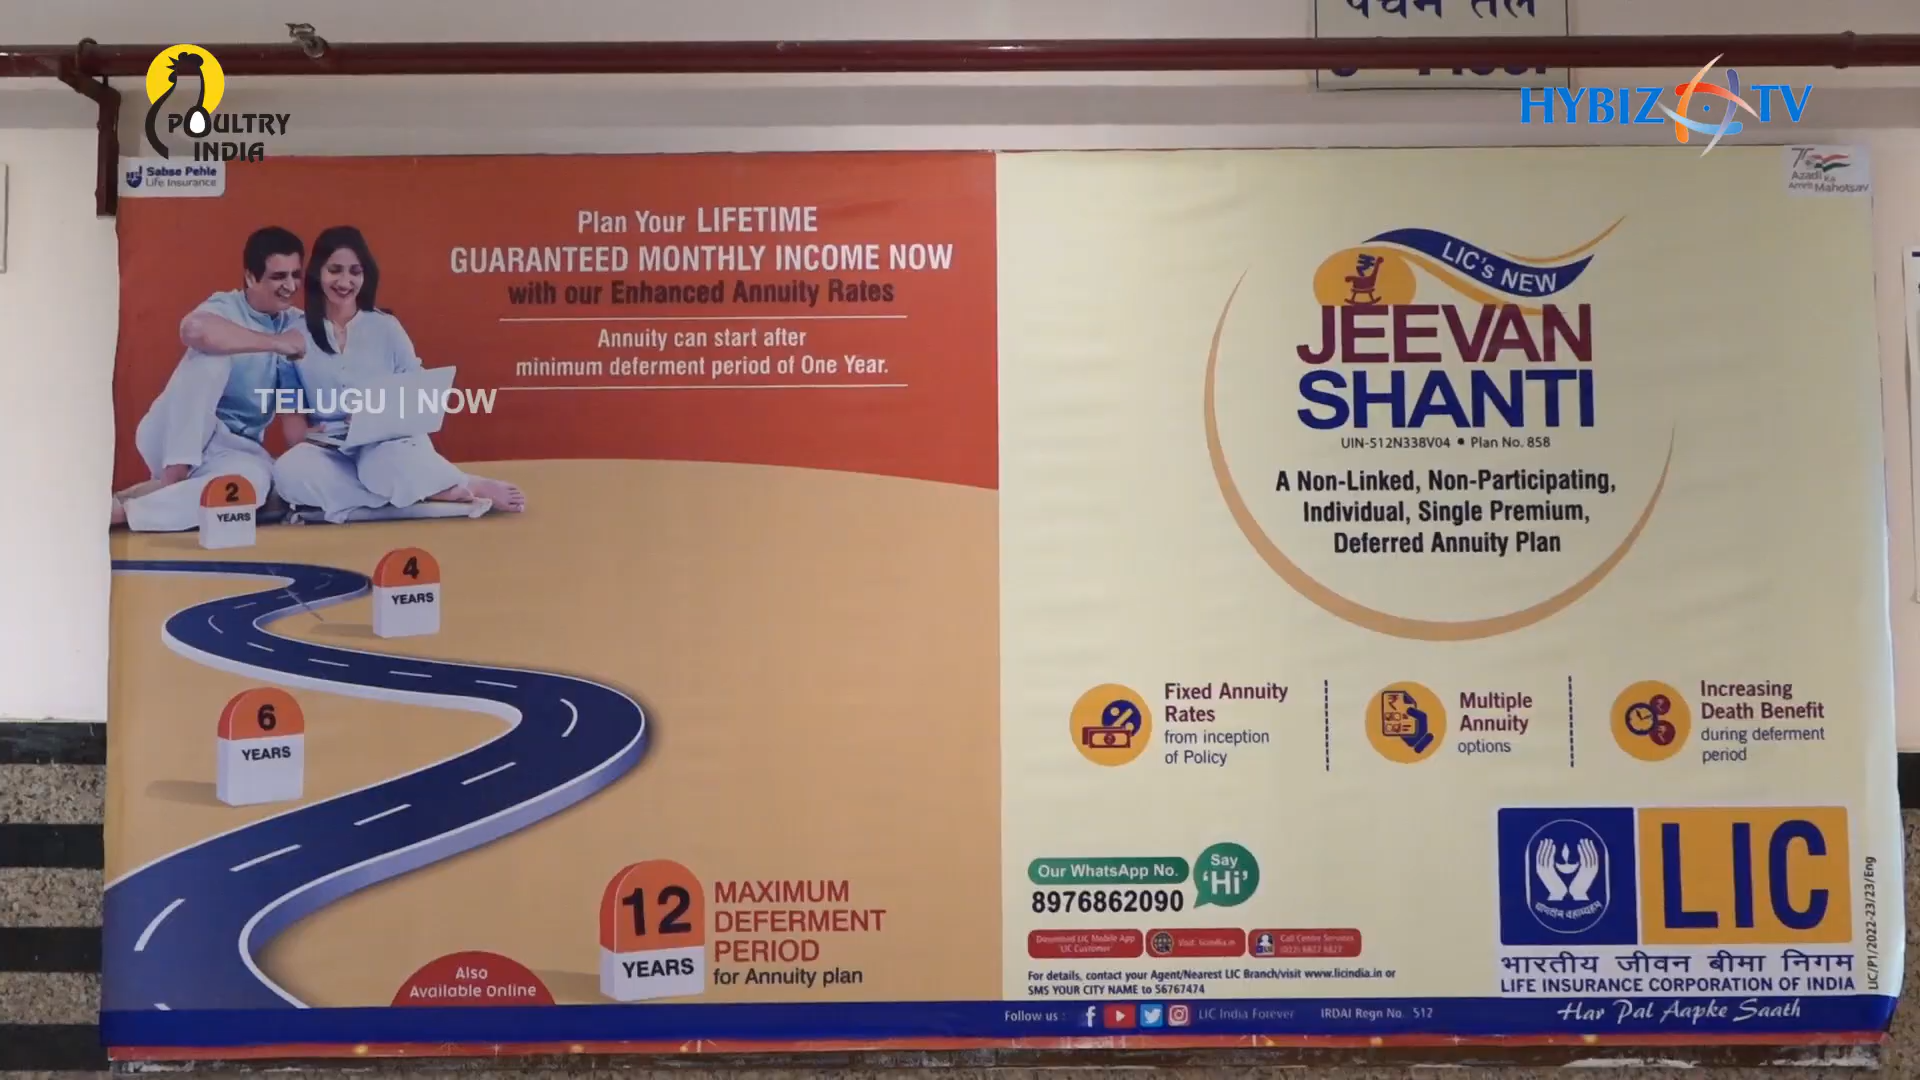 पंचम तल
POULTRY
INDIA
HYBIZ TV
Sabse Pehle
Life Insurance
Azadi Ka
Amrit Mahotsav
Plan Your LIFETIME
GUARANTEED MONTHLY INCOME NOW
with our Enhanced Annuity Rates
Annuity can start after
minimum deferment period of One Year.
TELUGU | NOW
2
YEARS
4
YEARS
6
YEARS
12
YEARS
MAXIMUM
DEFERMENT
PERIOD
for Annuity plan
Also
Available Online
LIC's NEW
JEEVAN
SHANTI
UIN-512N338V04 • Plan No. 858
A Non-Linked, Non-Participating,
Individual, Single Premium,
Deferred Annuity Plan
Fixed Annuity
Rates
from inception
of Policy
Multiple
Annuity
options
Increasing
Death Benefit
during deferment
period
Our WhatsApp No.
8976862090
Say
'Hi'
Download LIC Mobile App
'LIC Customer'
Visit: licindia.in
Call Centre Services
(022) 6827 6827
For details, contact your Agent/Nearest LIC Branch/visit www.licindia.in or
SMS YOUR CITY NAME to 56767474
LIC
भारतीय जीवन बीमा निगम
LIFE INSURANCE CORPORATION OF INDIA
LIC/P1/2022-23/23/Eng
Follow us :
LIC India Forever
IRDAI Regn No. 512
Har Pal Aapke Saath